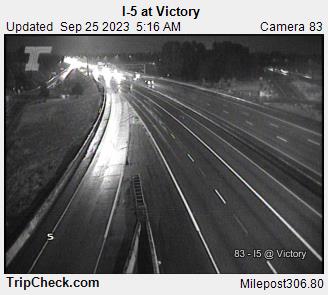 I-5 at Victory
Updated Sep 25 2023 5:16 AM Camera 83
T
S
83 - I5 @ Victory
TripCheck.com Milepost306.80